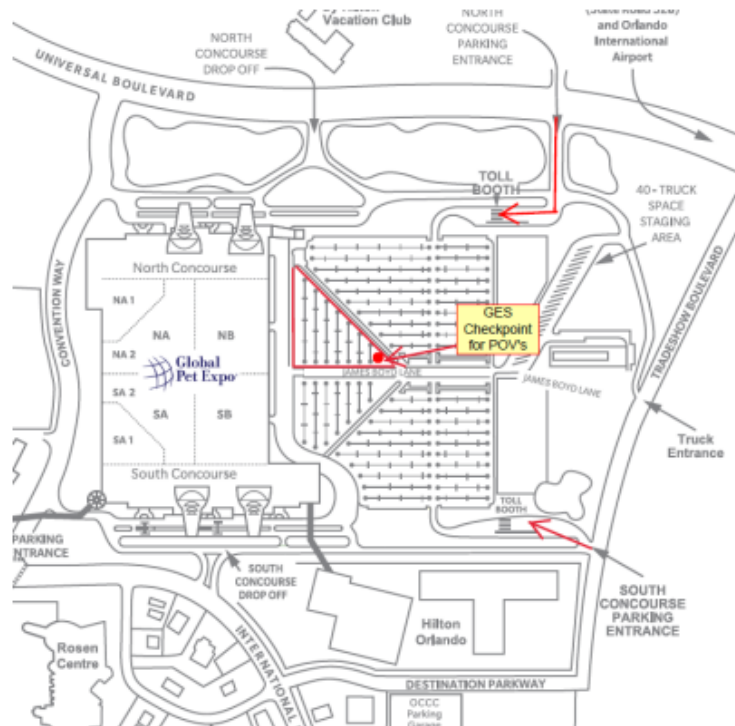 Vacation Club
NORTH
CONCOURSE
DROP OFF
NORTH
CONCOURSE
PARKING
ENTRANCE
(State Road 528)
and Orlando
International
Airport
UNIVERSAL BOULEVARD
TOLL
BOOTH
40 - TRUCK
SPACE
STAGING
AREA
CONVENTION WAY
North Concourse
NA 1
NA
NB
NA 2
Global
Pet Expo
SA 2
SA
SB
SA 1
South Concourse
GES
Checkpoint
for POV's
JAMES BOYD LANE
JAMES BOYD LANE
TRADESHOW BOULEVARD
Truck
Entrance
TOLL
BOOTH
PARKING
ENTRANCE
SOUTH
CONCOURSE
DROP OFF
SOUTH
CONCOURSE
PARKING
ENTRANCE
Hilton
Orlando
Rosen
Centre
INTERNATIONAL
DESTINATION PARKWAY
OCCC
Parking